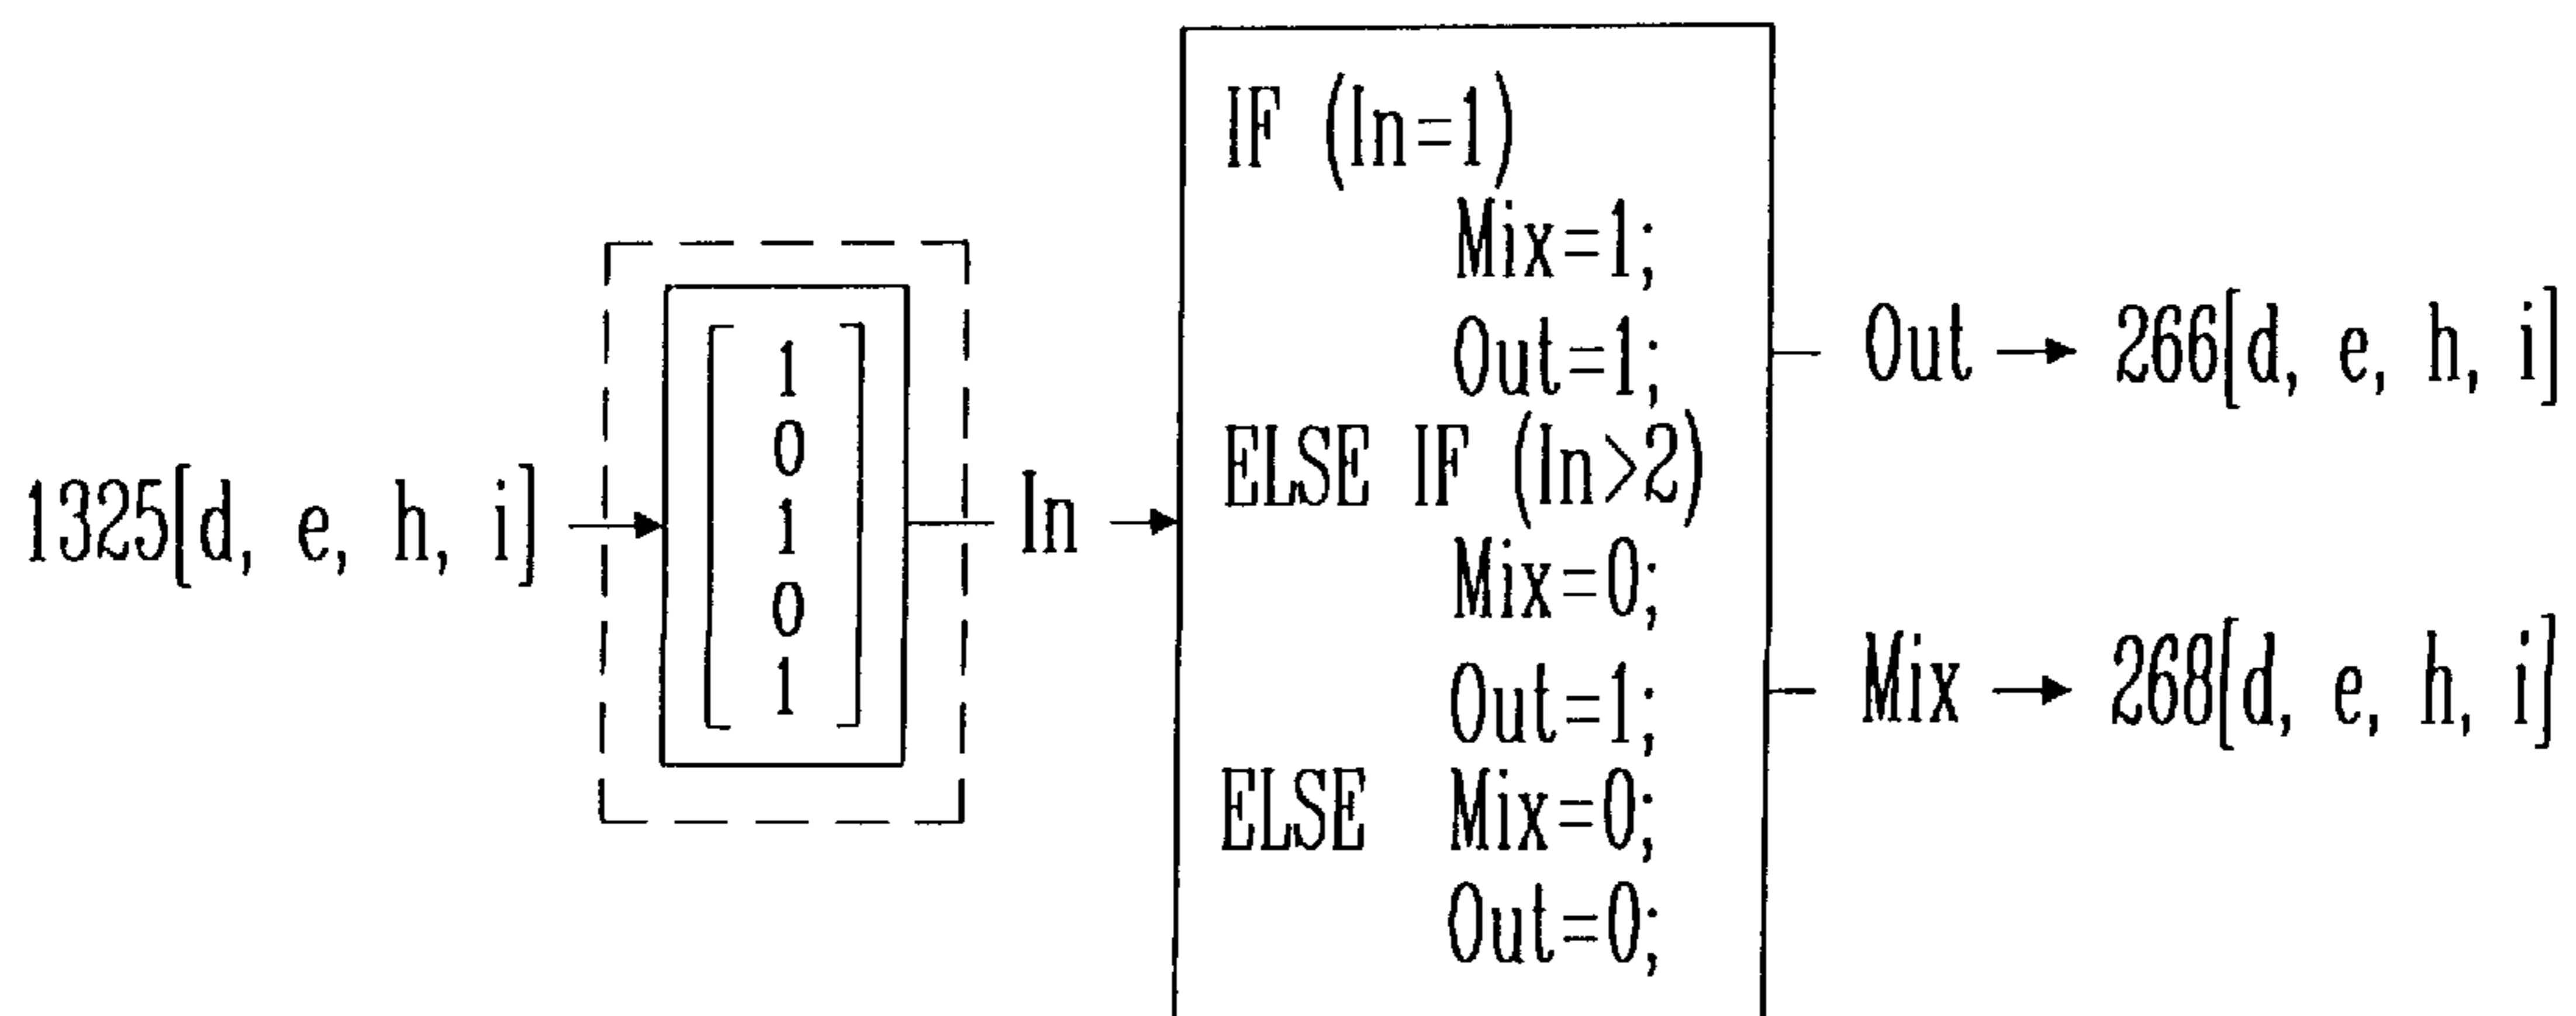 1325[d, e, h, i]
1
0
1
0
1
In
IF (In=1)
Mix=1;
Out=1;
ELSE IF (In>2)
Mix=0;
Out=1;
ELSE Mix=0;
Out=0;
Out
266[d, e, h, i]
Mix
268[d, e, h, i]